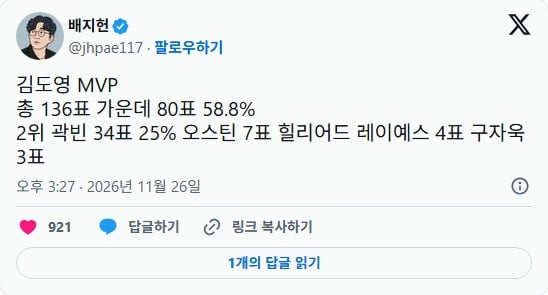 배지헌
@jhpae117 · 팔로우하기
김도영 MVP
총 136표 가운데 80표 58.8%
2위 곽빈 34표 25% 오스틴 7표 힐리어드 레이예스 4표 구자욱
3표
오후 3:27 · 2026년 11월 26일
921 답글하기 링크 복사하기
1개의 답글 읽기